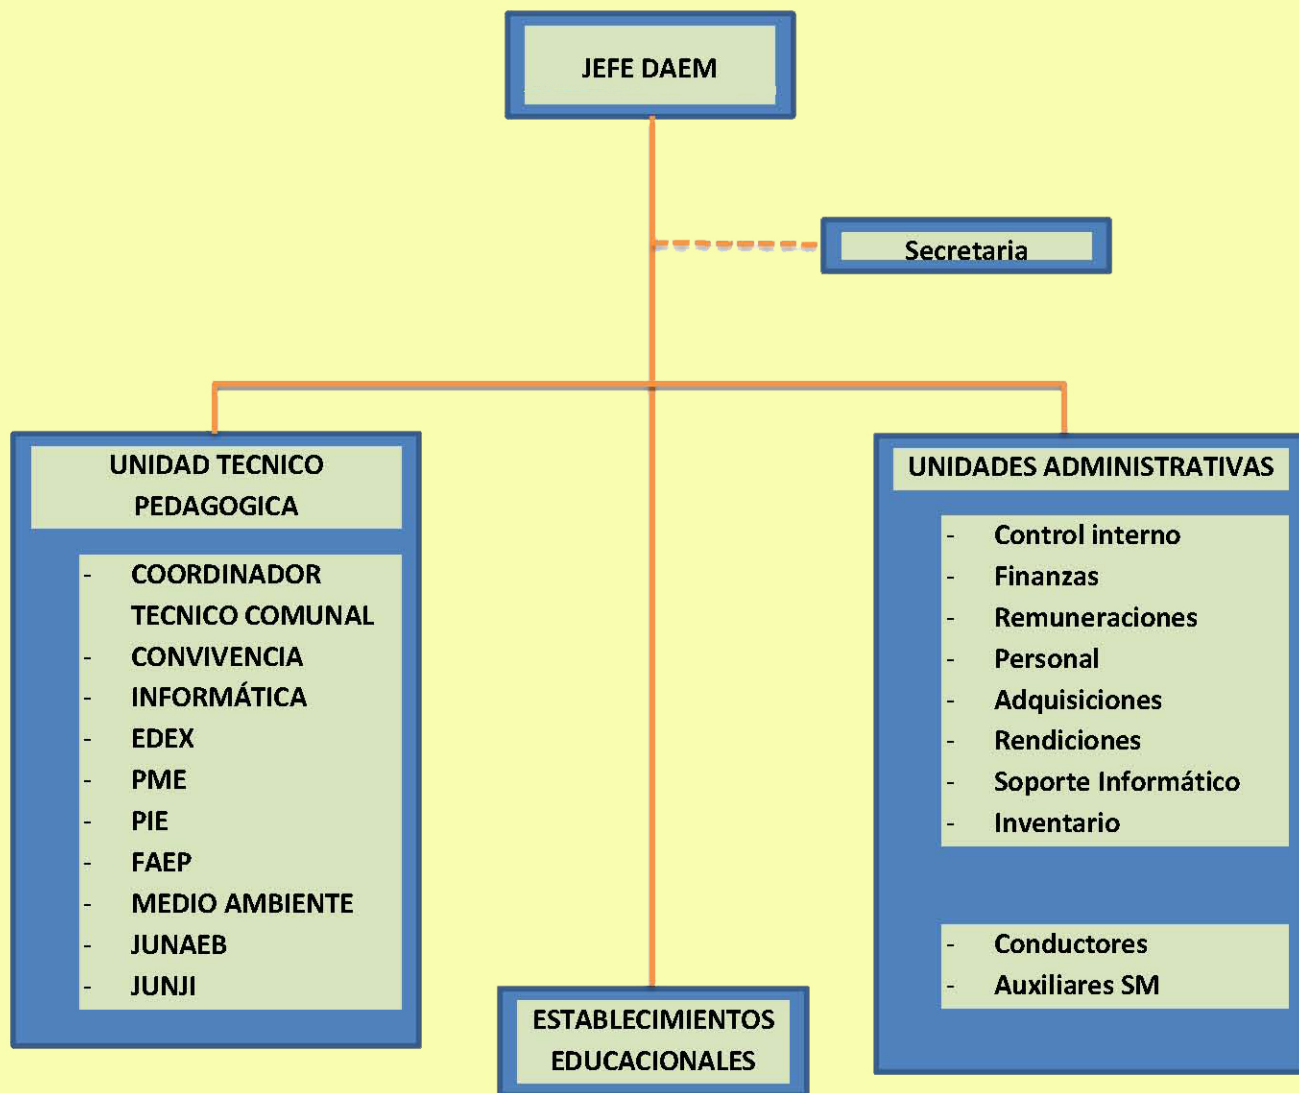 JEFE DAEM
Secretaria
UNIDAD TECNICO
PEDAGOGICA
- COORDINADOR
TECNICO COMUNAL
- CONVIVENCIA
- INFORMÁTICA
- EDEX
- PME
- PIE
- FAEP
- MEDIO AMBIENTE
- JUNAEB
- JUNJI
ESTABLECIMIENTOS
EDUCACIONALES
UNIDADES ADMINISTRATIVAS
- Control interno
- Finanzas
- Remuneraciones
- Personal
- Adquisiciones
- Rendiciones
- Soporte Informático
- Inventario
- Conductores
- Auxiliares SM